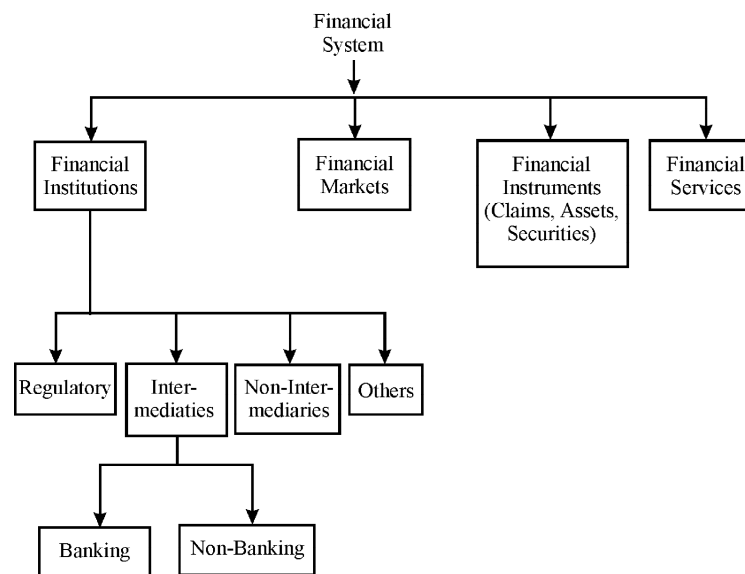 Financial
System
Financial
Institutions
Financial
Markets
Financial
Instruments
(Claims, Assets,
Securities)
Financial
Services
Regulatory
Inter-
mediaties
Non-Inter-
mediaries
Others
Banking
Non-Banking